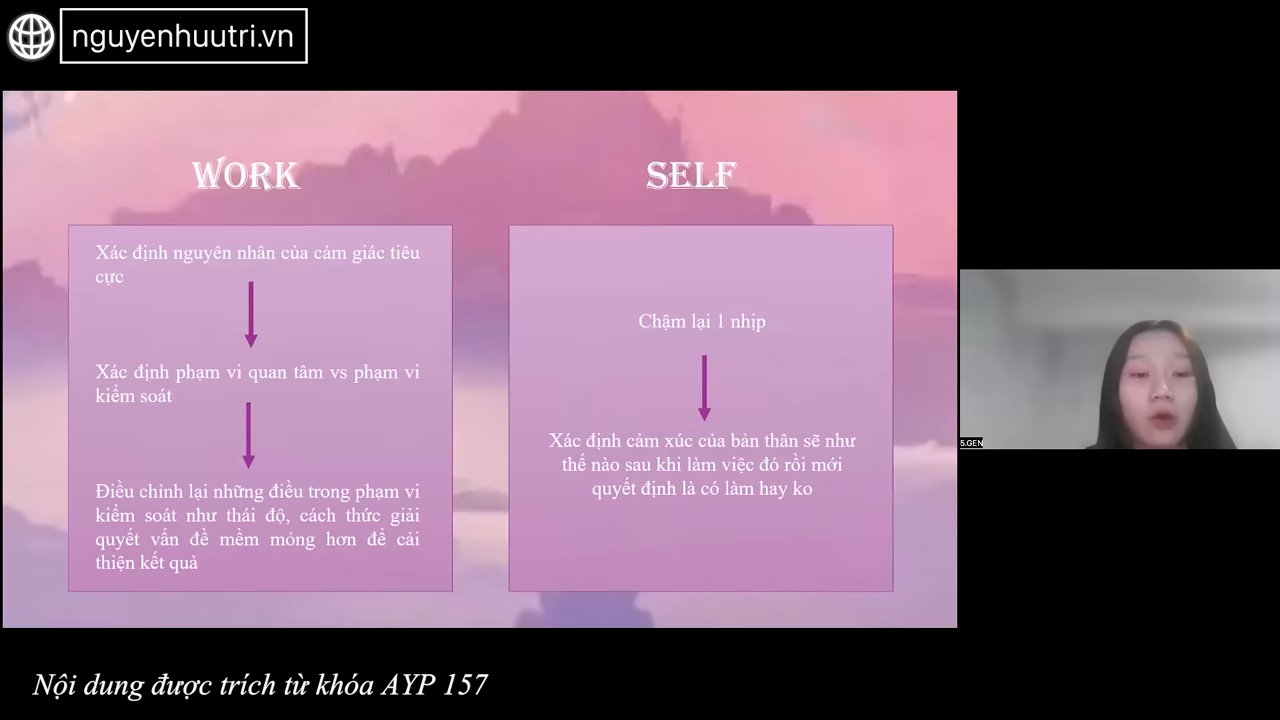 nguyenhuutri.vn
WORK
Xác định nguyên nhân của cảm giác tiêu
cực
Xác định phạm vi quan tâm vs phạm vi
kiểm soát
Điều chỉnh lại những điều trong phạm vi
kiểm soát như thái độ, cách thức giải
quyết vấn đề mềm mỏng hơn để cải
thiện kết quả
SELF
Chậm lại 1 nhịp
Xác định cảm xúc của bản thân sẽ như
thế nào sau khi làm việc đó rồi mới
quyết định là có làm hay ko
5.GEN
Nội dung được trích từ khóa AYP 157